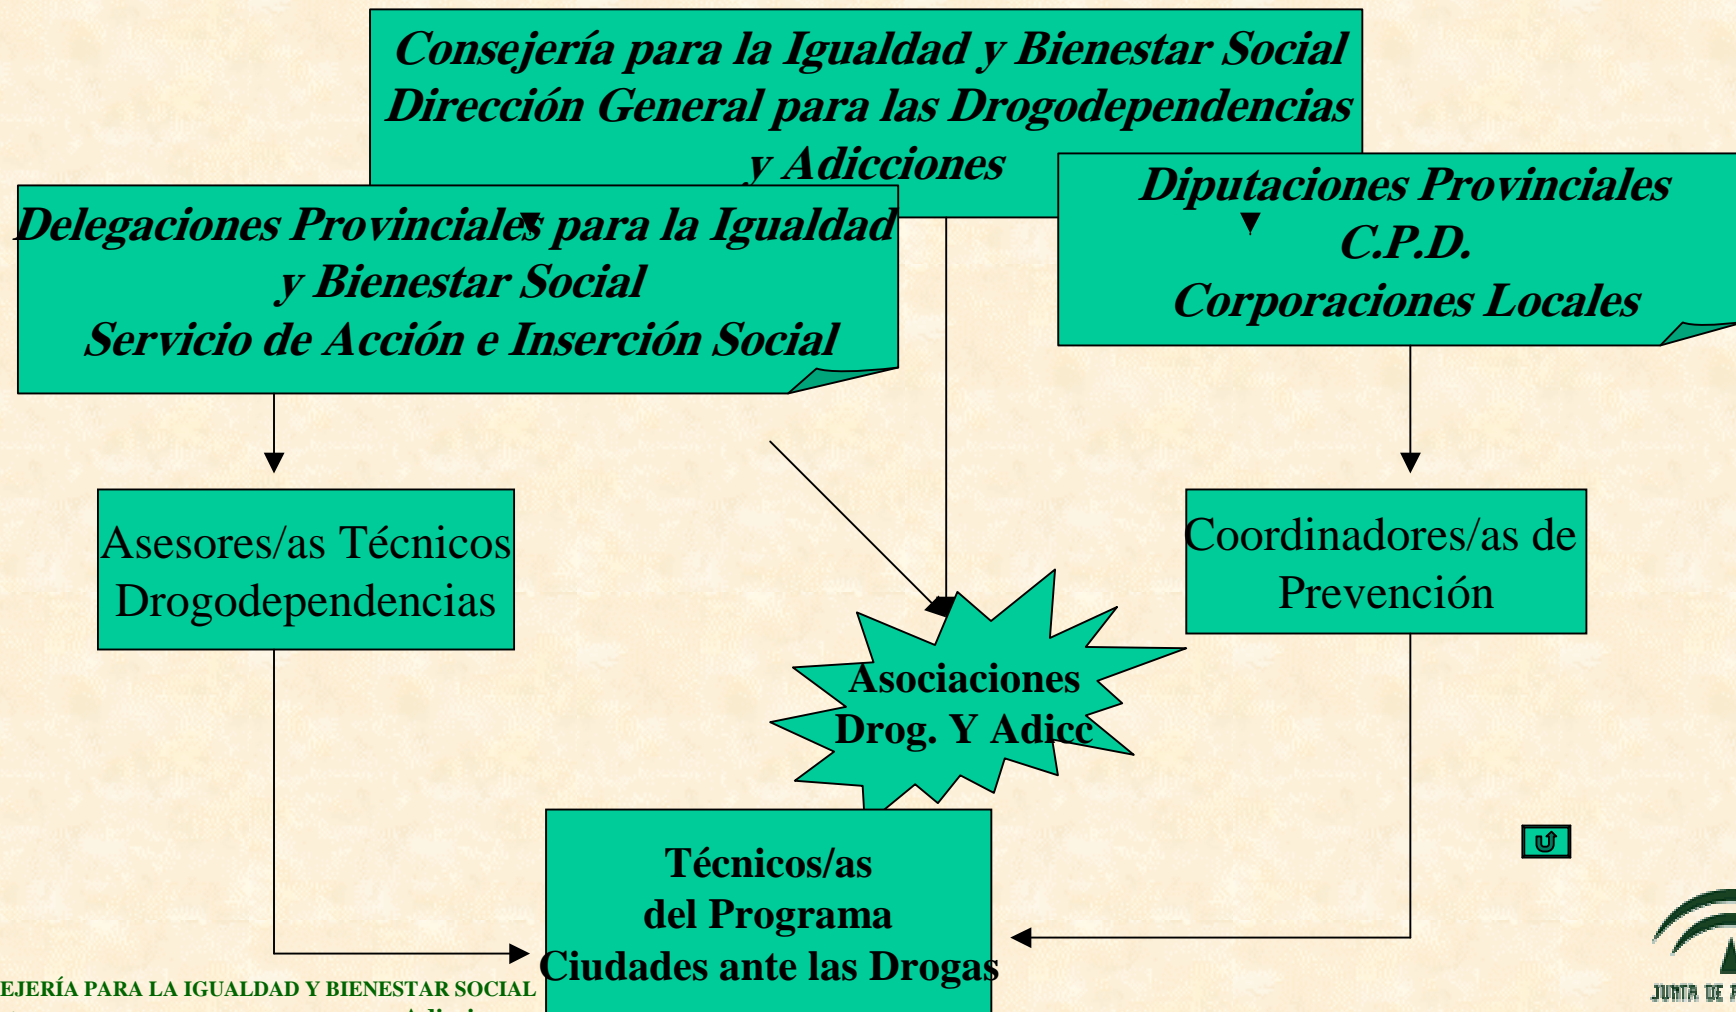 Consejería para la Igualdad y Bienestar Social
Dirección General para las Drogodependencias
y Adicciones
Delegaciones Provinciales para la Igualdad
y Bienestar Social
Servicio de Acción e Inserción Social
Diputaciones Provinciales
C.P.D.
Corporaciones Locales
Asesores/as Técnicos
Drogodependencias
Coordinadores/as de
Prevención
Asociaciones
Drog. Y Adicc
Técnicos/as
del Programa
Ciudades ante las Drogas
EJERÍA PARA LA IGUALDAD Y BIENESTAR SOCIAL
JUNTA DE